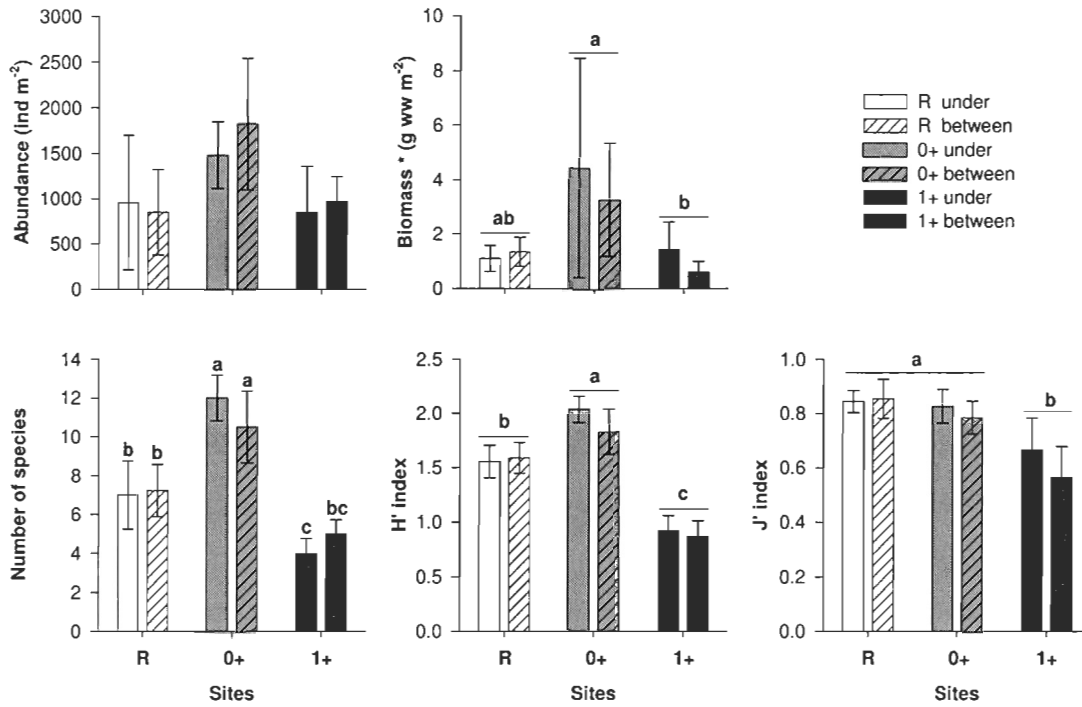 Abundance (ind m⁻²)
3000
2500
2000
1500
1000
500
0
Biomass * (g ww m⁻²)
10
8
6
4
2
0
ab
a
b
R under
R between
0+ under
0+ between
1+ under
1+ between
Number of species
14
12
10
8
6
4
2
0
b
b
a
a
c
bc
R
0+
1+
Sites
H' index
2.5
2.0
1.5
1.0
0.5
0.0
b
a
c
R
0+
1+
Sites
J' index
1.0
0.8
0.6
0.4
0.2
0.0
a
b
R
0+
1+
Sites